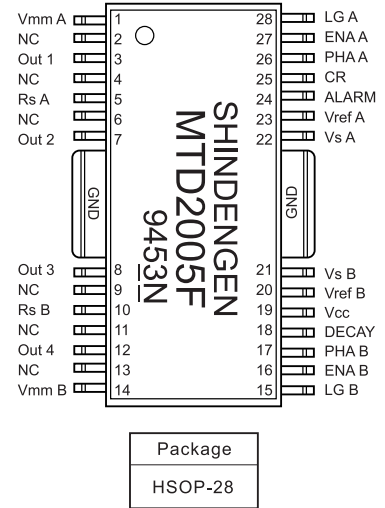 Vmm A 1 28 LG A
NC 2 27 ENA A
Out 1 3 26 PHA A
NC 4 25 CR
Rs A 5 24 ALARM
NC 6 23 Vref A
Out 2 7 22 Vs A
GND
SHINDENGEN
MTD2005F
9453N
GND
Out 3 8 21 Vs B
NC 9 20 Vref B
Rs B 10 19 Vcc
NC 11 18 DECAY
Out 4 12 17 PHA B
NC 13 16 ENA B
Vmm B 14 15 LG B
Package
HSOP-28